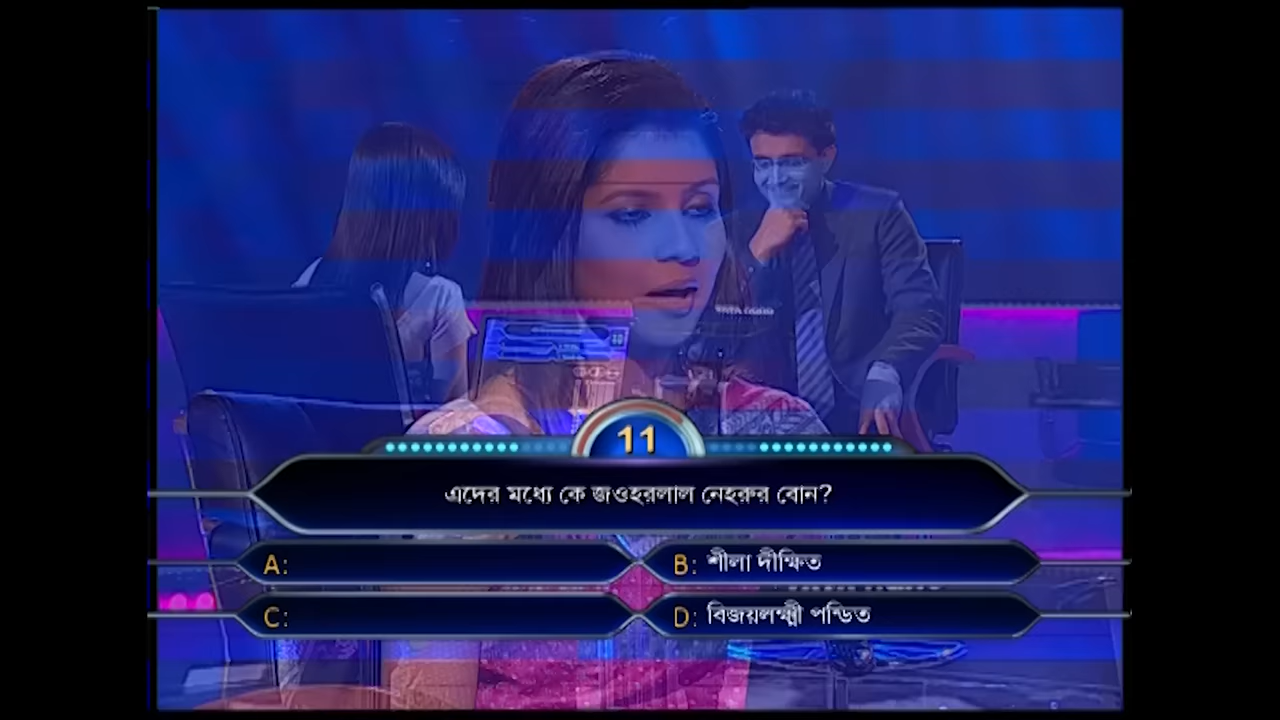 11
এদের মধ্যে কে জওহরলাল নেহরুর বোন?
A:
B: শীলা দীক্ষিত
C:
D: বিজয়লক্ষ্মী পন্ডিত